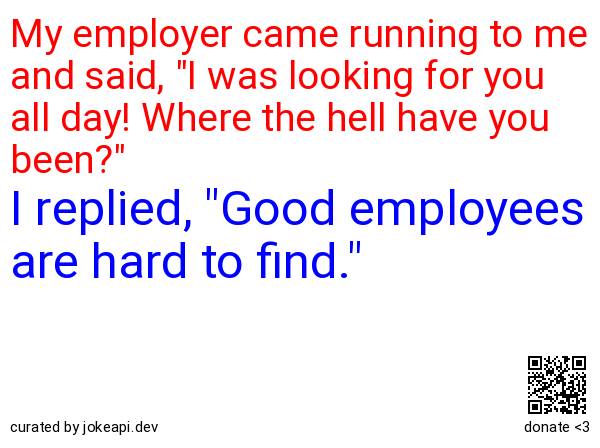 My employer came running to me
and said, "I was looking for you
all day! Where the hell have you
been?"
I replied, "Good employees
are hard to find."
curated by jokeapi.dev
donate <3